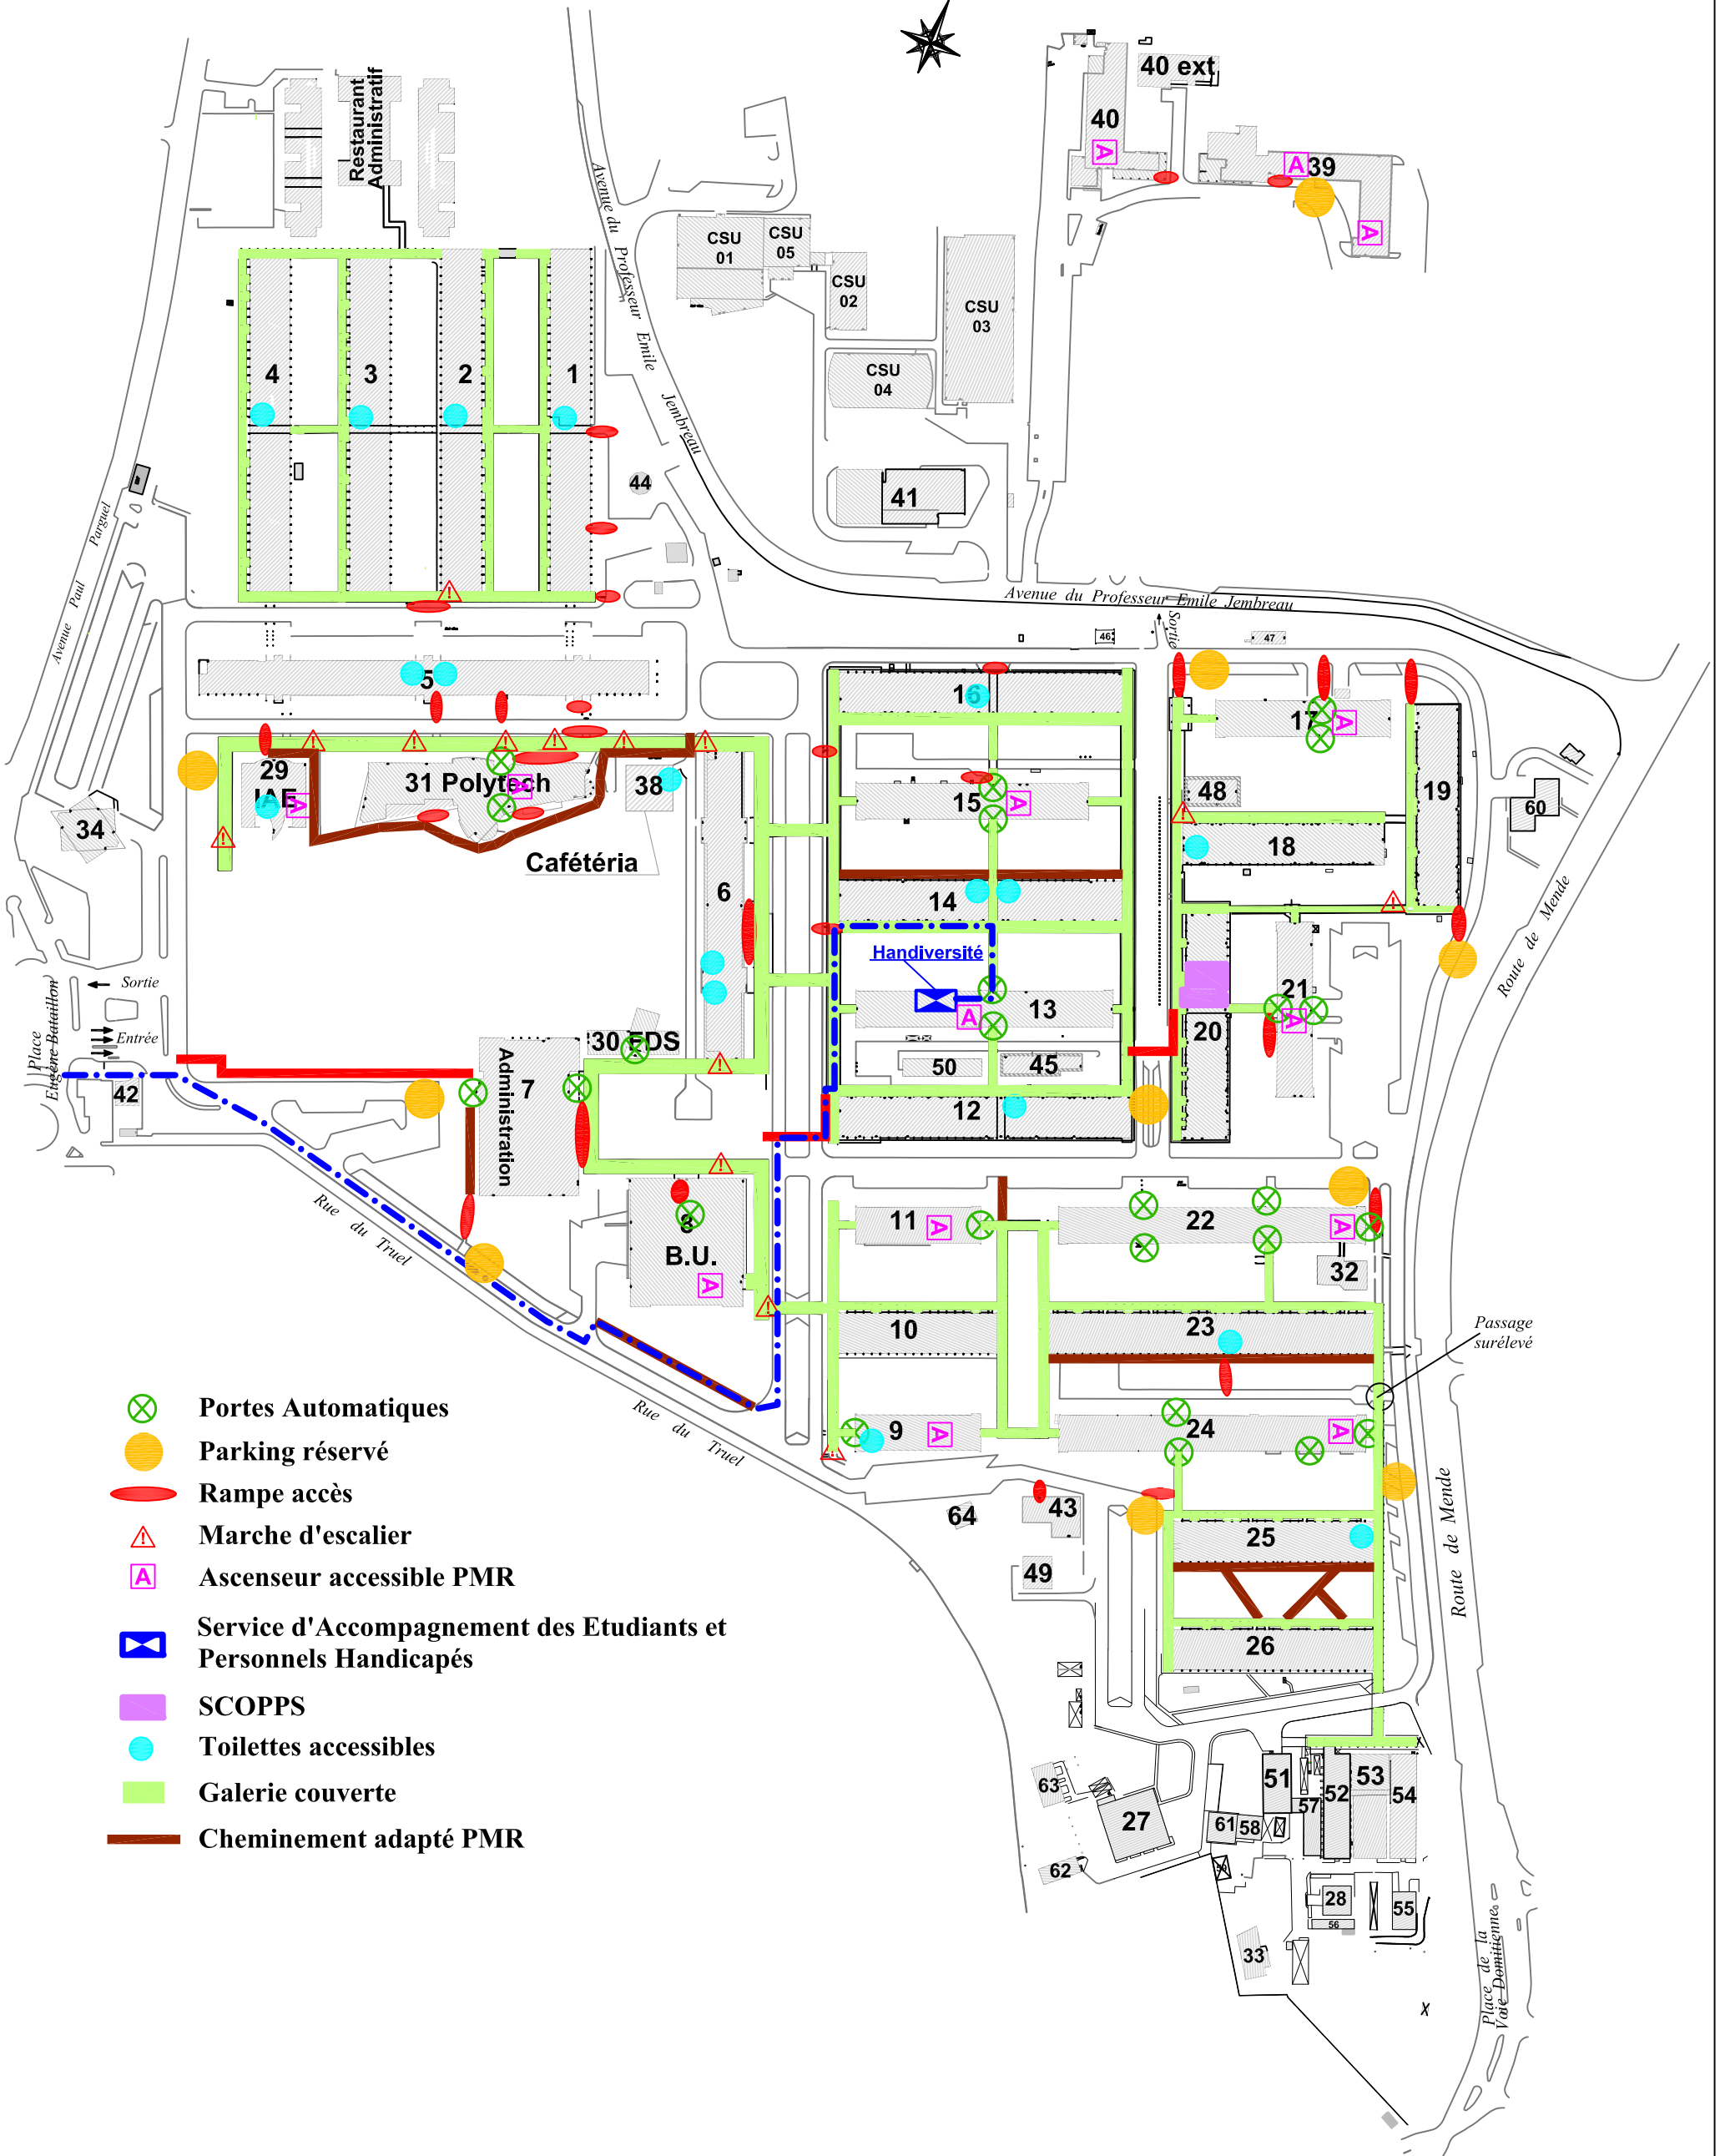 Restaurant
Administratif
Avenue du Professeur Emile Jembreau
40 ext
40
A
A 39
A
CSU
01
CSU
05
CSU
02
CSU
03
CSU
04
4
3
2
1
44
41
Avenue Paul Parguel
Avenue du Professeur Emile Jembreau
Sortie
46
47
5
16
17
A
29
IAE
A
31 Polytech
A
38
15
A
48
19
60
34
Cafétéria
18
6
14
Handiversité
13
A
21
A
20
Route de Mende
Sortie
Entrée
Place
Eugène Bataillon
42
30 FDS
7
Administration
50
45
12
Rue du Truel
8
B.U.
A
11
A
22
A
32
10
23
Passage
surélevé
Rue du Truel
9
A
24
A
64
43
49
25
26
Route de Mende
Portes Automatiques
Parking réservé
Rampe accès
Marche d'escalier
A
Ascenseur accessible PMR
Service d'Accompagnement des Etudiants et
Personnels Handicapés
SCOPPS
Toilettes accessibles
Galerie couverte
Cheminement adapté PMR
63
27
62
51
52
53
54
57
61
58
28
55
56
33
Place de la
Voie Domitienne